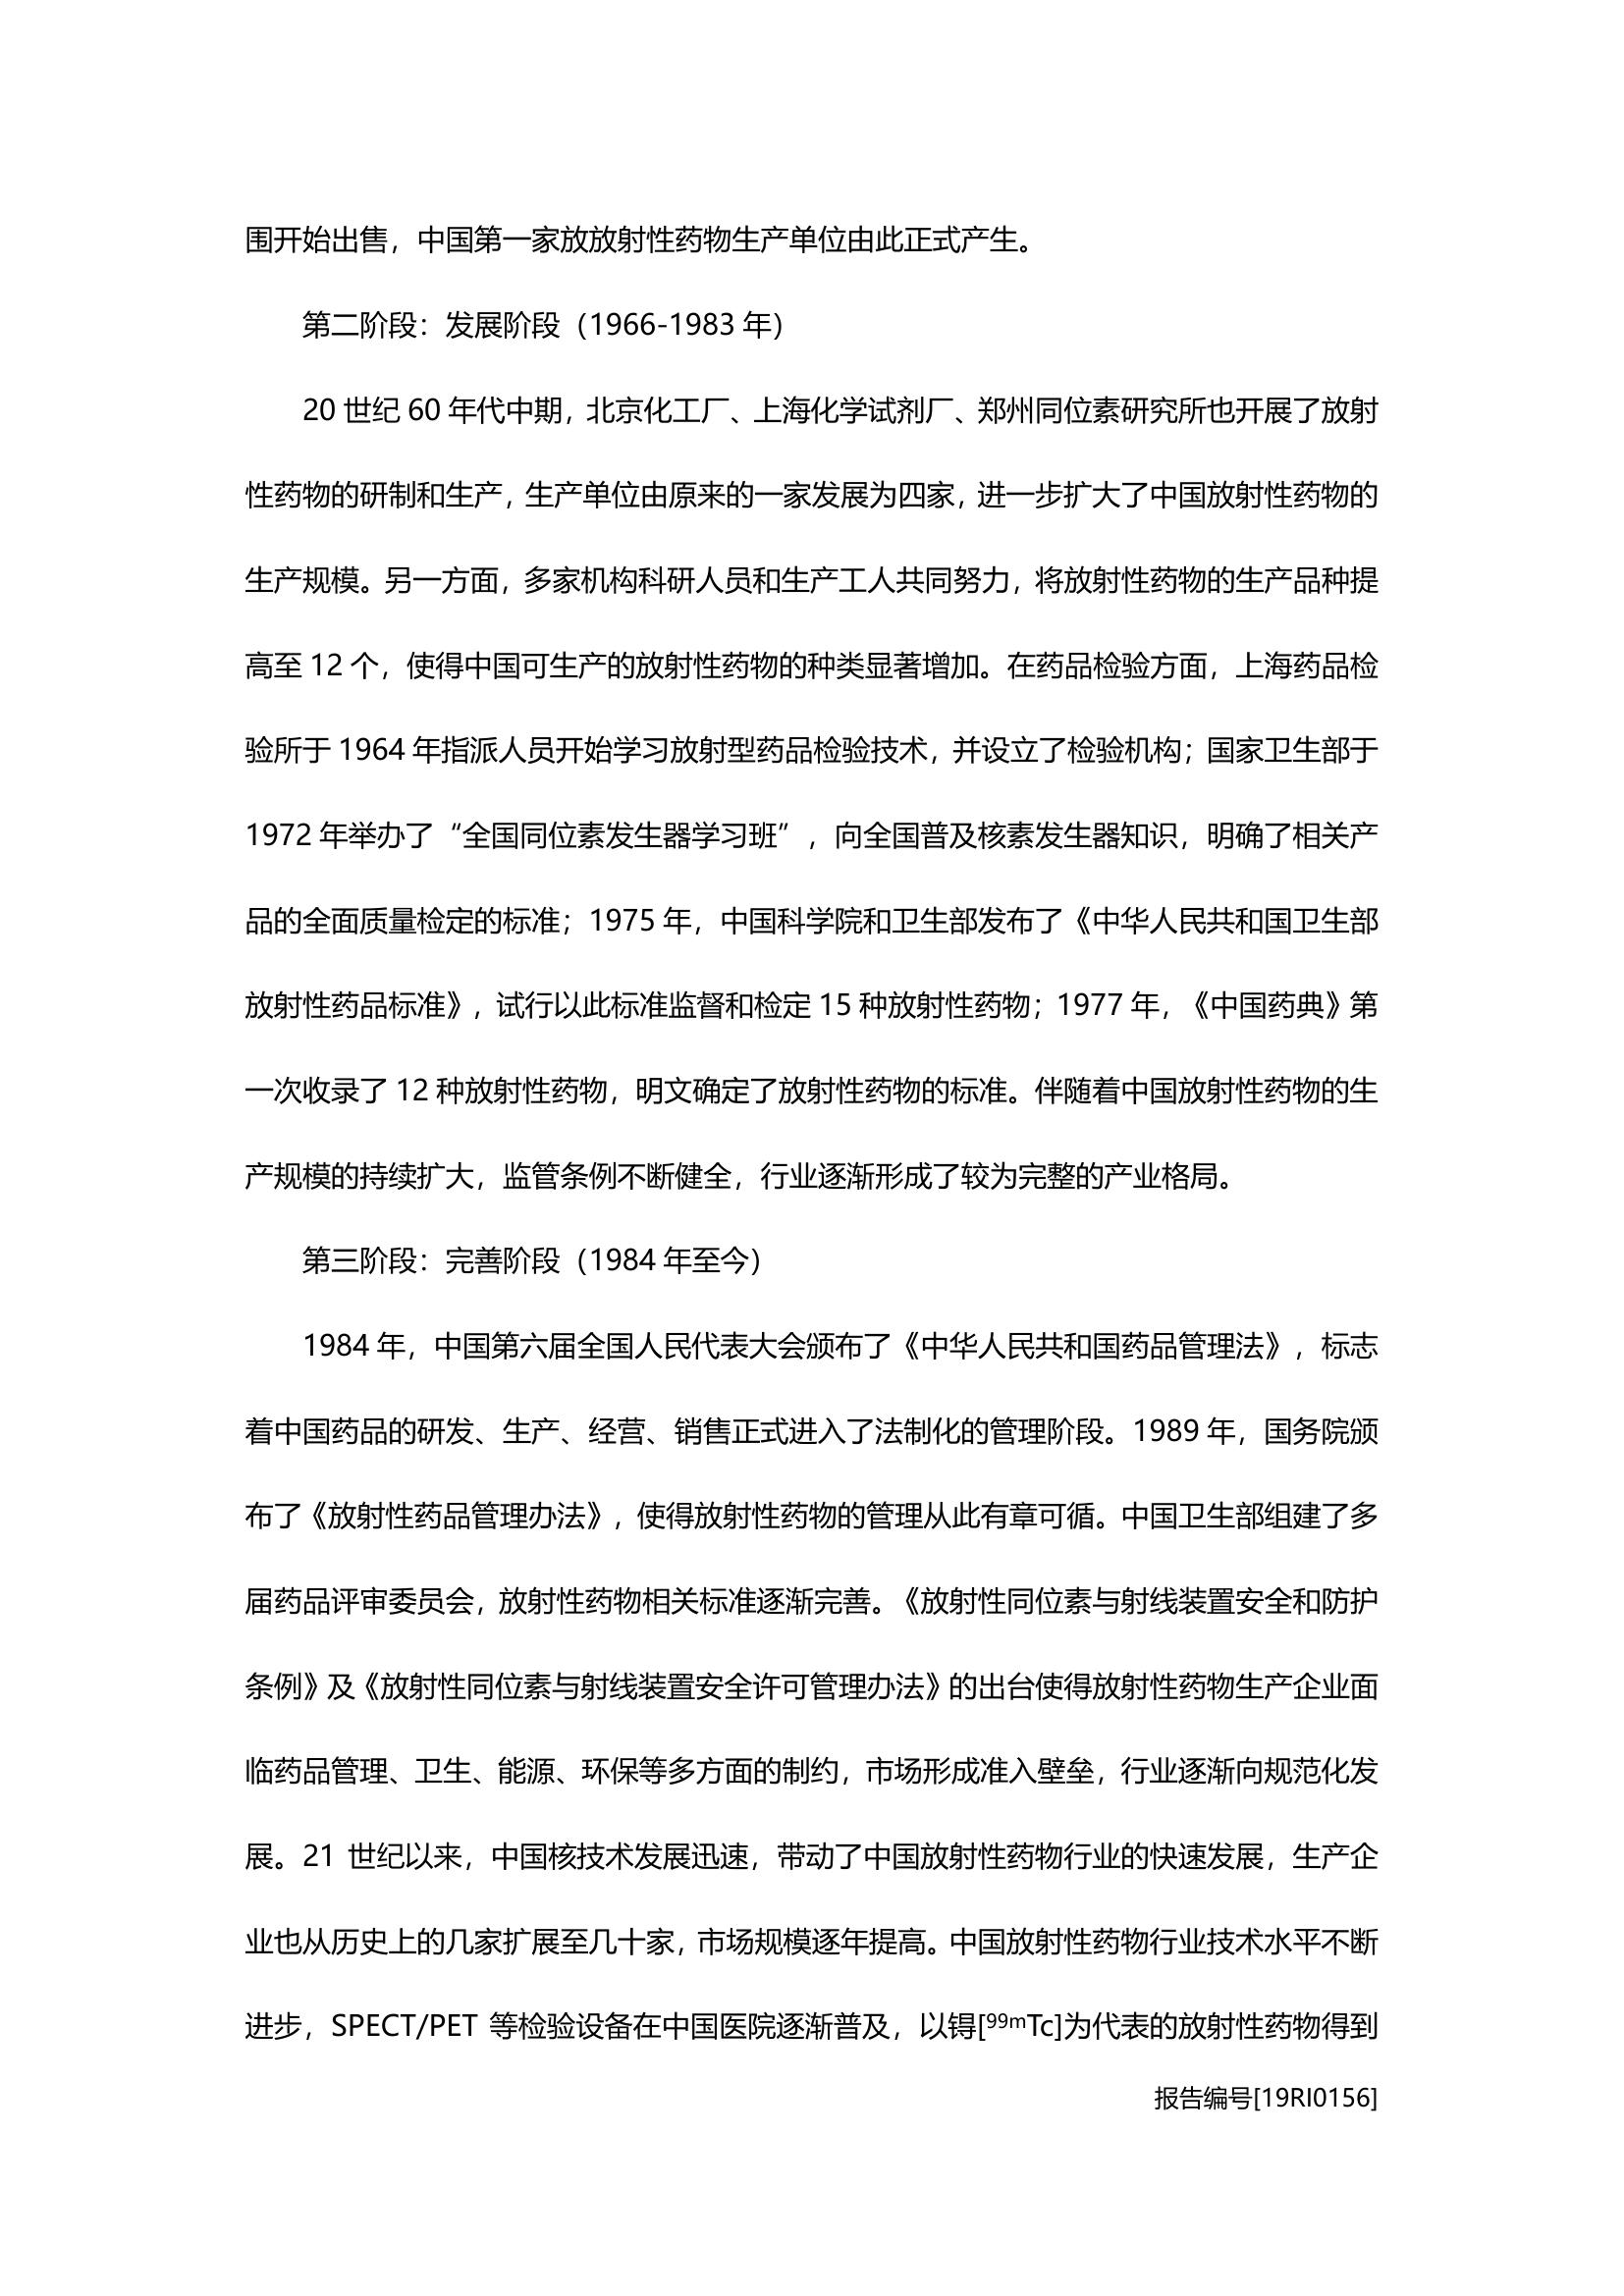 围开始出售，中国第一家放放射性药物生产单位由此正式产生。
第二阶段：发展阶段（1966-1983 年）
20 世纪 60 年代中期，北京化工厂、上海化学试剂厂、郑州同位素研究所也开展了放射
性药物的研制和生产，生产单位由原来的一家发展为四家，进一步扩大了中国放射性药物的
生产规模。另一方面，多家机构科研人员和生产工人共同努力，将放射性药物的生产品种提
高至 12 个，使得中国可生产的放射性药物的种类显著增加。在药品检验方面，上海药品检
验所于 1964 年指派人员开始学习放射型药品检验技术，并设立了检验机构；国家卫生部于
1972 年举办了“全国同位素发生器学习班”，向全国普及核素发生器知识，明确了相关产
品的全面质量检定的标准；1975 年，中国科学院和卫生部发布了《中华人民共和国卫生部
放射性药品标准》，试行以此标准监督和检定 15 种放射性药物；1977 年，《中国药典》第
一次收录了 12 种放射性药物，明文确定了放射性药物的标准。伴随着中国放射性药物的生
产规模的持续扩大，监管条例不断健全，行业逐渐形成了较为完整的产业格局。
第三阶段：完善阶段（1984 年至今）
1984 年，中国第六届全国人民代表大会颁布了《中华人民共和国药品管理法》，标志
着中国药品的研发、生产、经营、销售正式进入了法制化的管理阶段。1989 年，国务院颁
布了《放射性药品管理办法》，使得放射性药物的管理从此有章可循。中国卫生部组建了多
届药品评审委员会，放射性药物相关标准逐渐完善。《放射性同位素与射线装置安全和防护
条例》及《放射性同位素与射线装置安全许可管理办法》的出台使得放射性药物生产企业面
临药品管理、卫生、能源、环保等多方面的制约，市场形成准入壁垒，行业逐渐向规范化发
展。21 世纪以来，中国核技术发展迅速，带动了中国放射性药物行业的快速发展，生产企
业也从历史上的几家扩展至几十家，市场规模逐年提高。中国放射性药物行业技术水平不断
进步，SPECT/PET 等检验设备在中国医院逐渐普及，以锝[⁹⁹ᵐTc]为代表的放射性药物得到
报告编号[19RI0156]